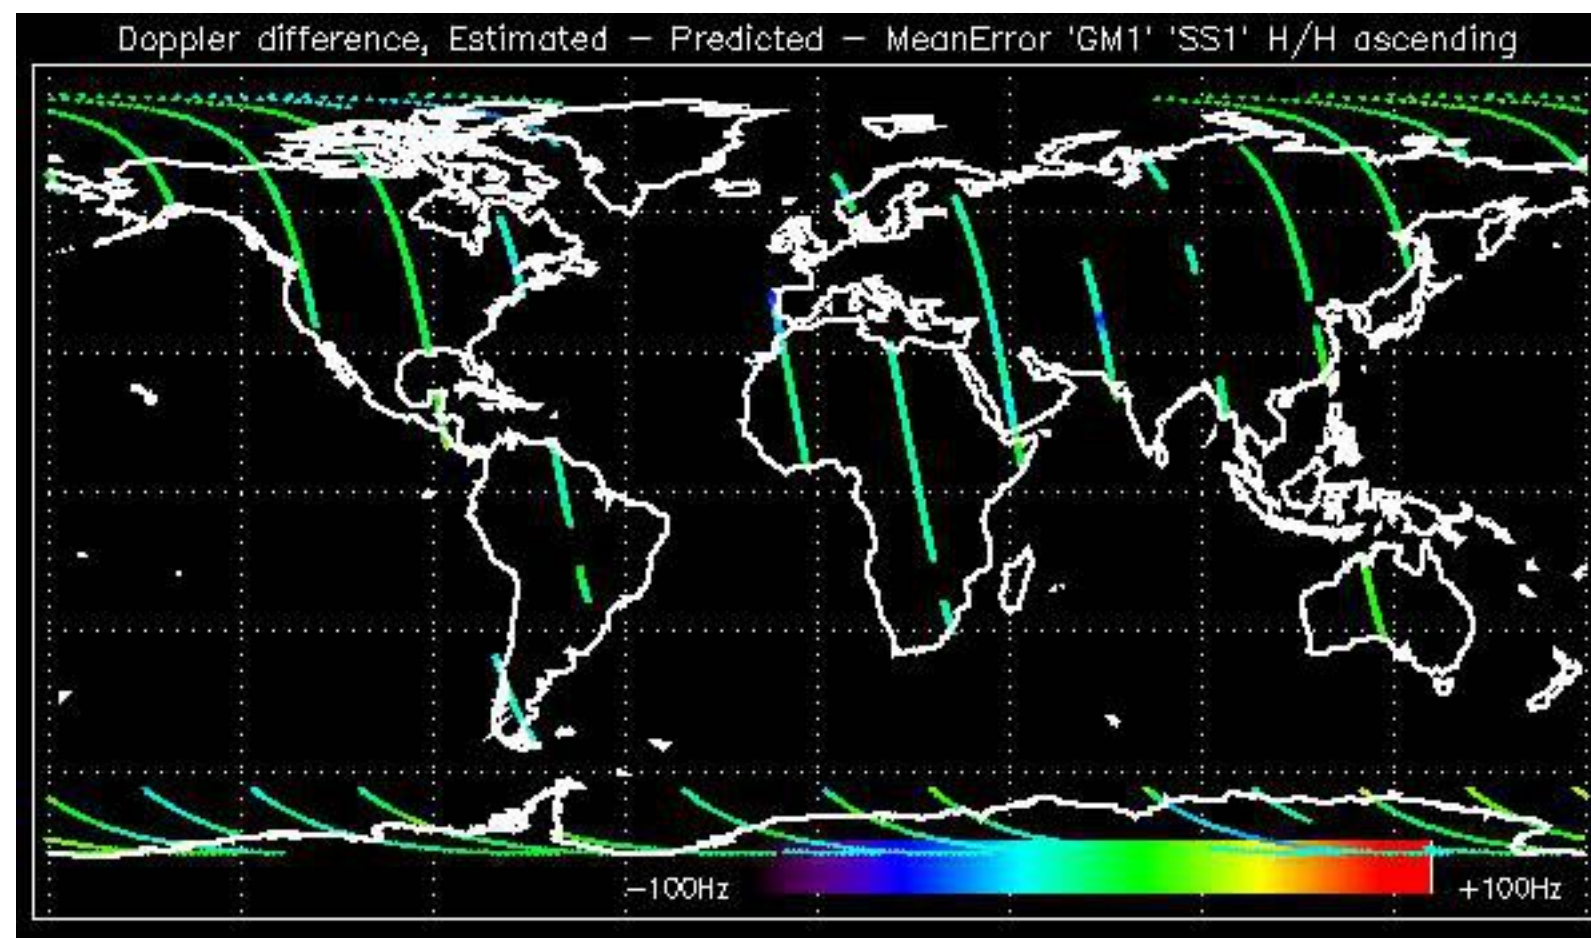 Doppler difference, Estimated – Predicted – MeanError 'GM1' 'SS1' H/H ascending
–100Hz
+100Hz